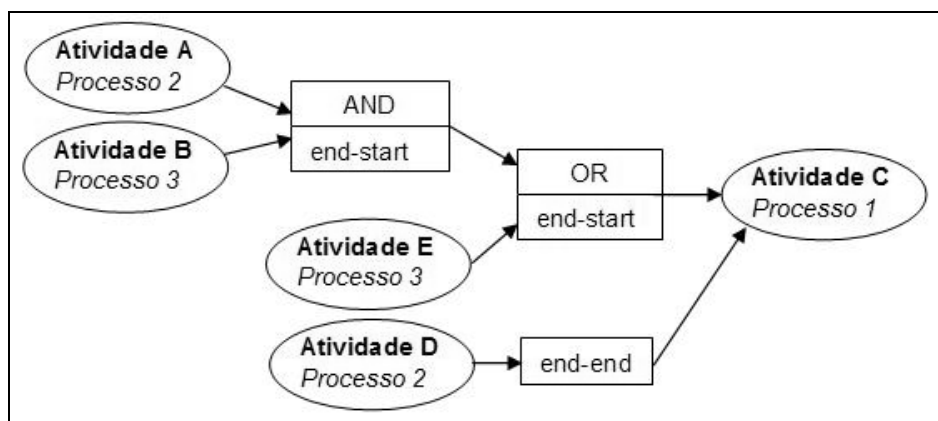 Atividade A
Processo 2
AND
end-start
Atividade B
Processo 3
OR
end-start
Atividade C
Processo 1
Atividade E
Processo 3
Atividade D
Processo 2
end-end